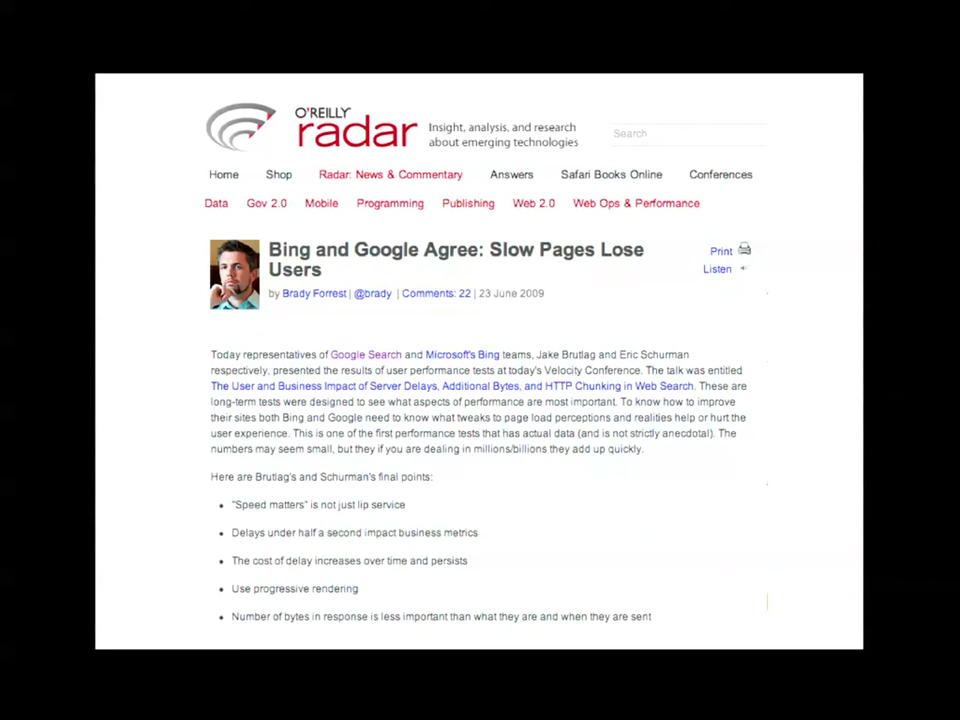 O'REILLY
radar
Insight, analysis, and research
about emerging technologies
Search
Home Shop Radar: News & Commentary Answers Safari Books Online Conferences
Data Gov 2.0 Mobile Programming Publishing Web 2.0 Web Ops & Performance
Bing and Google Agree: Slow Pages Lose
Users
Print
Listen
by Brady Forrest | @brady | Comments: 22 | 23 June 2009
Today representatives of Google Search and Microsoft's Bing teams, Jake Brutlag and Eric Schurman
respectively, presented the results of user performance tests at today's Velocity Conference. The talk was entitled
The User and Business Impact of Server Delays, Additional Bytes, and HTTP Chunking in Web Search. These are
long-term tests were designed to see what aspects of performance are most important. To know how to improve
their sites both Bing and Google need to know what tweaks to page load perceptions and realities help or hurt the
user experience. This is one of the first performance tests that has actual data (and is not strictly anecdotal). The
numbers may seem small, but they if you are dealing in millions/billions they add up quickly.
Here are Brutlag's and Schurman's final points:
• "Speed matters" is not just lip service
• Delays under half a second impact business metrics
• The cost of delay increases over time and persists
• Use progressive rendering
• Number of bytes in response is less important than what they are and when they are sent